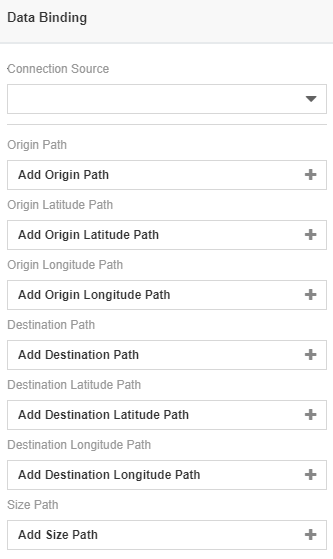 Data Binding
Connection Source
Origin Path
Add Origin Path
Origin Latitude Path
Add Origin Latitude Path
Origin Longitude Path
Add Origin Longitude Path
Destination Path
Add Destination Path
Destination Latitude Path
Add Destination Latitude Path
Destination Longitude Path
Add Destination Longitude Path
Size Path
Add Size Path